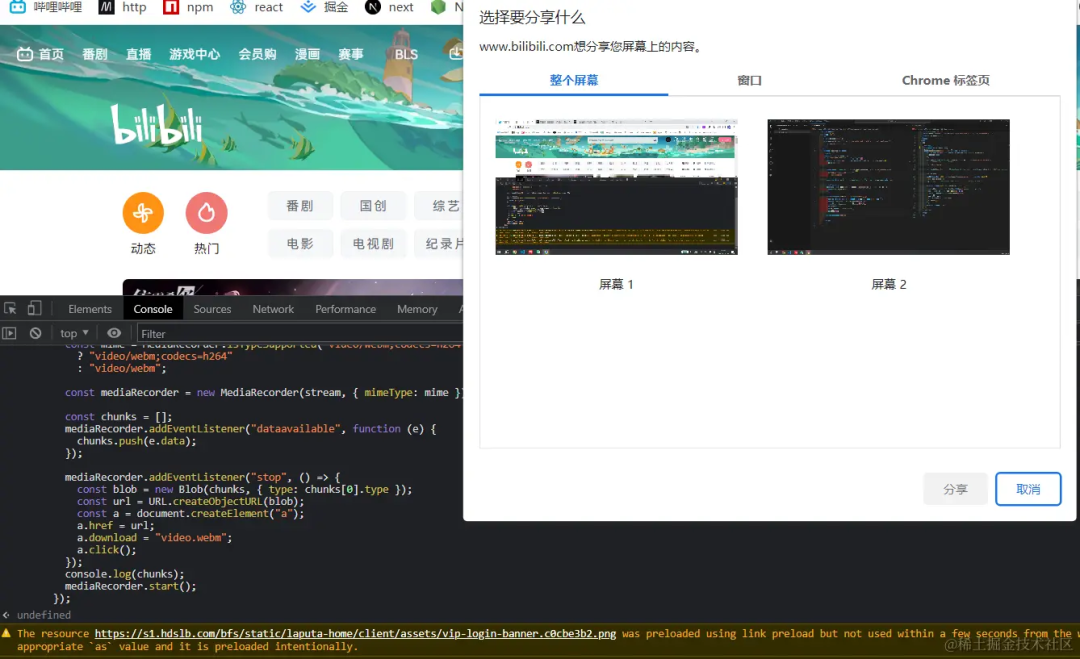 哔哩哔哩 http npm react 掘金 next N
首页 番剧 直播 游戏中心 会员购 漫画 赛事 BLS
bilibili
番剧 国创 综艺
动态 热门
电影 电视剧 纪录片
选择要分享什么
www.bilibili.com想分享您屏幕上的内容。
整个屏幕 窗口 Chrome 标签页
屏幕 1 屏幕 2
分享 取消
Elements Console Sources Network Performance Memory
top Filter
const mime = MediaRecorder.isTypeSupported("video/webm;codecs=h264"
? "video/webm;codecs=h264"
: "video/webm";
const mediaRecorder = new MediaRecorder(stream, { mimeType: mime })
const chunks = [];
mediaRecorder.addEventListener("dataavailable", function (e) {
chunks.push(e.data);
});
mediaRecorder.addEventListener("stop", () => {
const blob = new Blob(chunks, { type: chunks[0].type });
const url = URL.createObjectURL(blob);
const a = document.createElement("a");
a.href = url;
a.download = "video.webm";
a.click();
});
console.log(chunks);
mediaRecorder.start();
});
undefined
The resource https://s1.hdslb.com/bfs/static/laputa-home/client/assets/vip-login-banner.c0cbe3b2.png was preloaded using link preload but not used within a few seconds from the w
appropriate `as` value and it is preloaded intentionally.
@稀土掘金技术社区